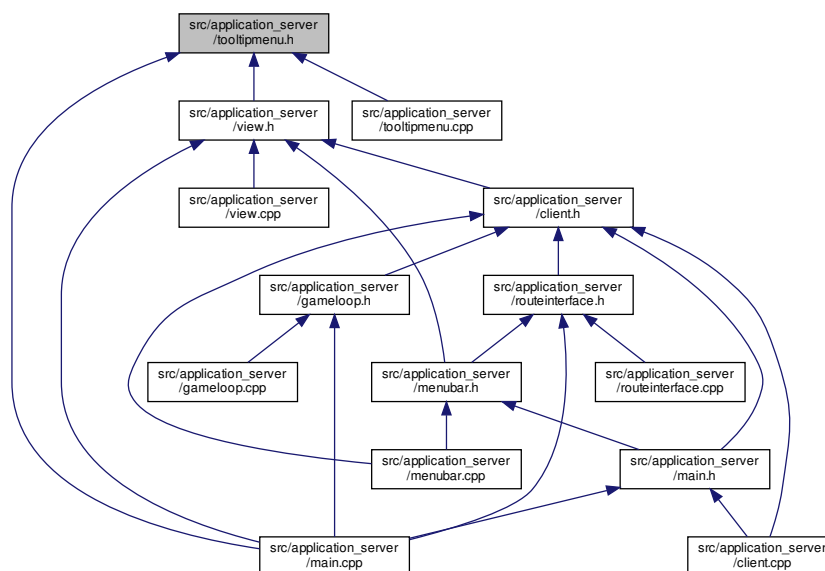 src/application_server
/tooltipmenu.h
src/application_server
/view.h
src/application_server
/tooltipmenu.cpp
src/application_server
/view.cpp
src/application_server
/client.h
src/application_server
/gameloop.h
src/application_server
/routeinterface.h
src/application_server
/gameloop.cpp
src/application_server
/menubar.h
src/application_server
/routeinterface.cpp
src/application_server
/menubar.cpp
src/application_server
/main.h
src/application_server
/main.cpp
src/application_server
/client.cpp